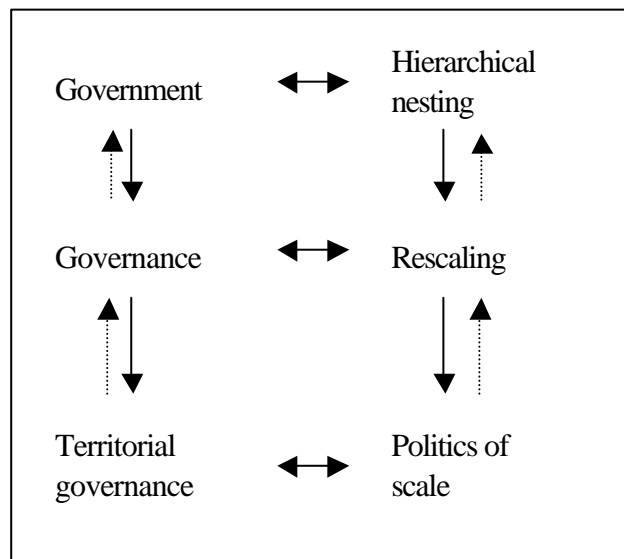 Government
Hierarchical
nesting
Governance
Rescaling
Territorial
governance
Politics of
scale